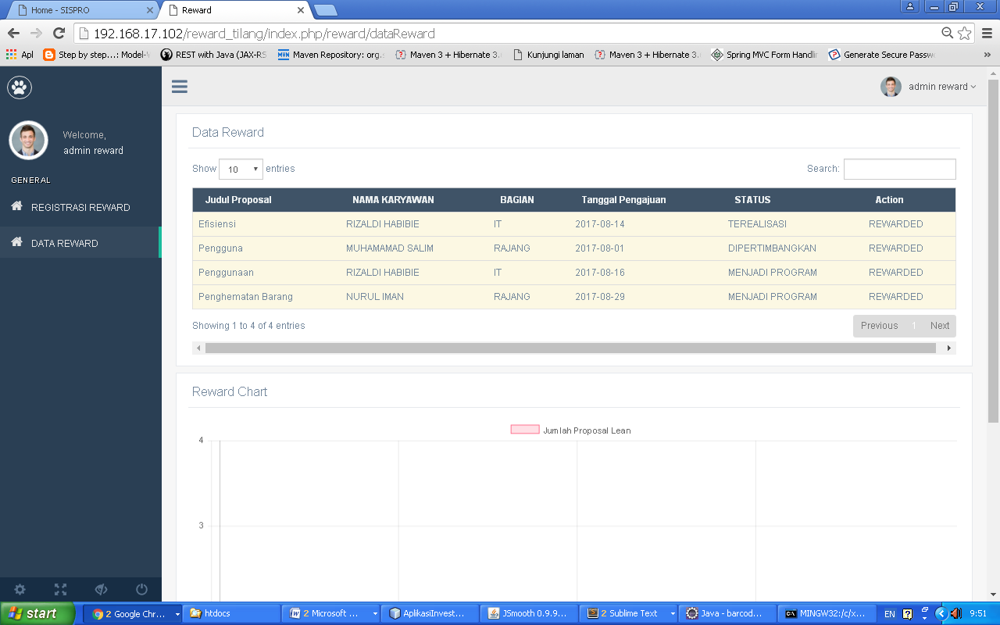 Home - SISPRO
Reward
192.168.17.102/reward_tilang/index.php/reward/dataReward
Apl Step by step...: Model- REST with Java (JAX-RS Maven Repository: org. Maven 3 + Hibernate 3. Kunjungi laman Maven 3 + Hibernate 3. Spring MVC Form Handli Generate Secure Passw »
admin reward
Welcome,
admin reward
GENERAL
REGISTRASI REWARD
DATA REWARD
Data Reward
Show 10 entries Search:
Judul Proposal NAMA KARYAWAN BAGIAN Tanggal Pengajuan STATUS Action
Efisiensi RIZALDI HABIBIE IT 2017-08-14 TEREALISASI REWARDED
Pengguna MUHAMAMAD SALIM RAJANG 2017-08-01 DIPERTIMBANGKAN REWARDED
Penggunaan RIZALDI HABIBIE IT 2017-08-16 MENJADI PROGRAM REWARDED
Penghematan Barang NURUL IMAN RAJANG 2017-08-29 MENJADI PROGRAM REWARDED
Showing 1 to 4 of 4 entries Previous 1 Next
Reward Chart
Jumlah Proposal Lean
4
3
start 2 Google Chr... htdocs 2 Microsoft ... AplikasiInvest... JSmooth 0.9.9... 2 Sublime Text Java - barcod... MINGW32:/c/x... EN 9:51